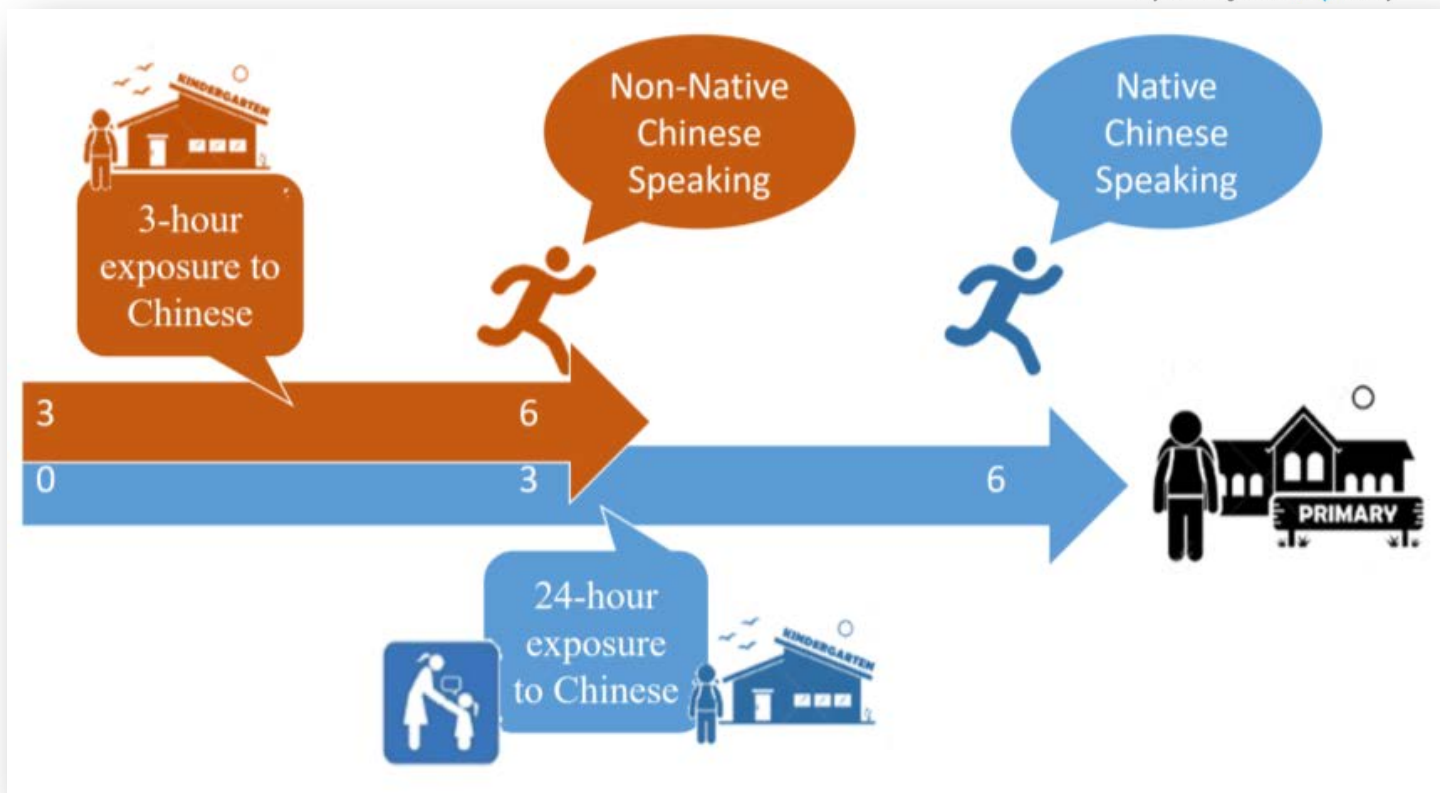 KINDERGARTEN
3-hour
exposure to
Chinese
Non-Native
Chinese
Speaking
Native
Chinese
Speaking
3
6
0
3
6
PRIMARY
24-hour
exposure
to Chinese
KINDERGARTEN